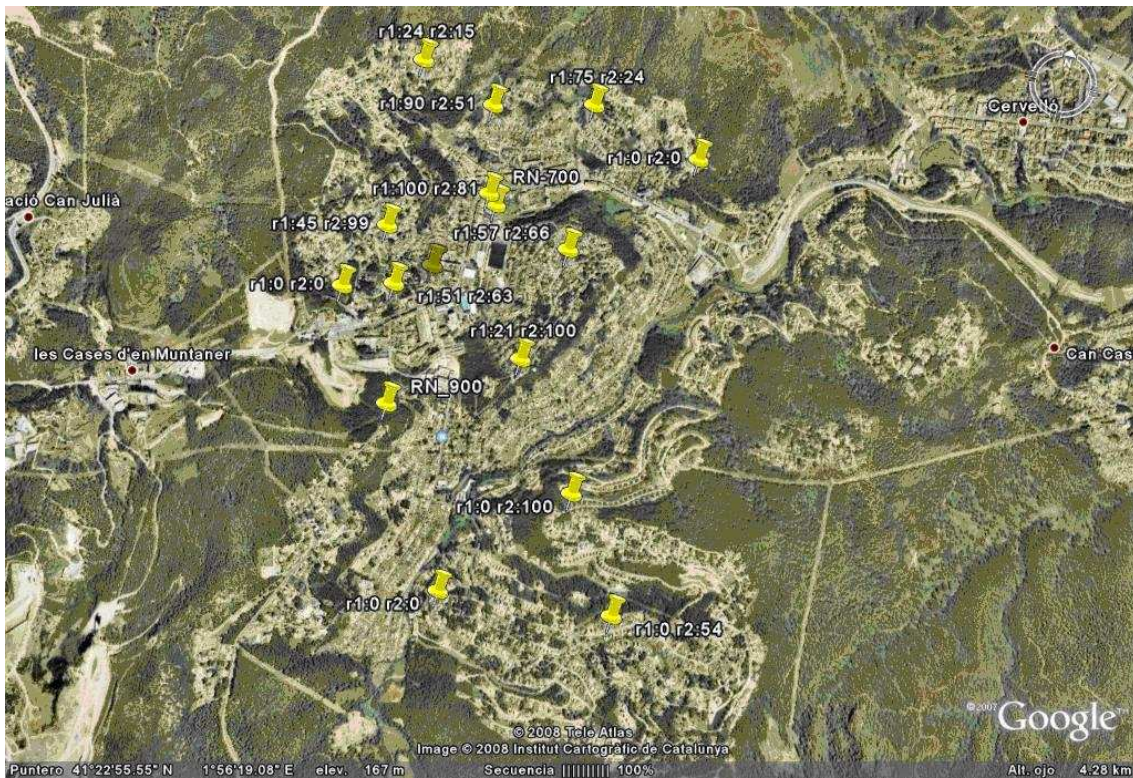 r1:24 r2:15
r1:75 r2:24
r1:90 r2:51
N
Cervelló
r1:0 r2:0
RN-700
r1:100 r2:81
ació Can Julià
r1:45 r2:99
r1:57 r2:66
r1:0 r2:0
r1:51 r2:63
r1:21 r2:100
les Cases d'en Muntaner
Can Cas
RN_900
r1:0 r2:100
r1:0 r2:0
r1:0 r2:54
© 2007 Google™
© 2008 Tele Atlas
Image © 2008 Institut Cartogràfic de Catalunya
Puntero 41°22'55.55" N 1°56'19.08" E elev. 167 m Secuencia |||||||||| 100% Alt. ojo 4.28 km